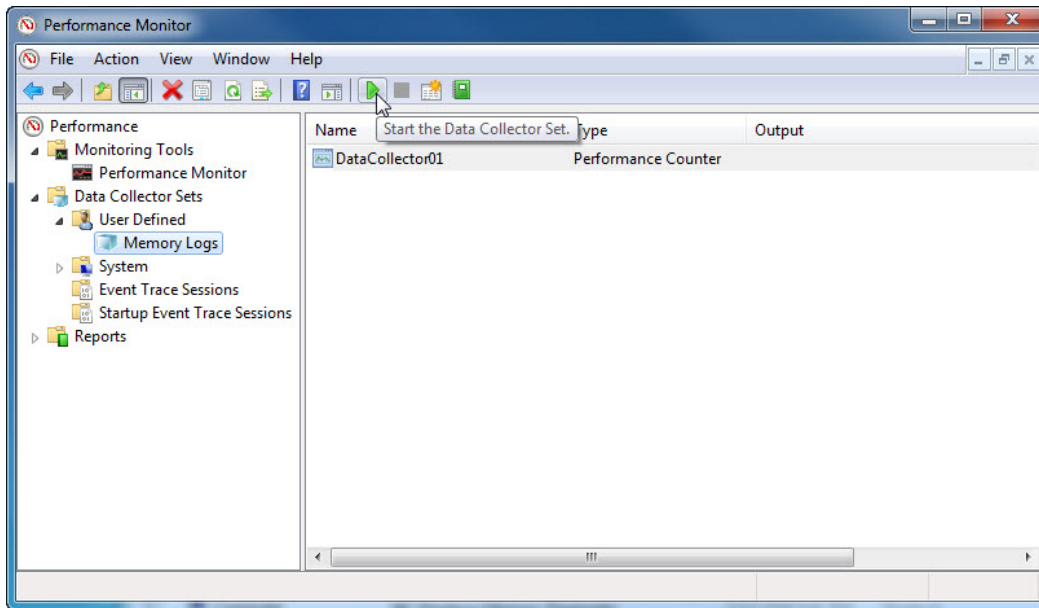 Performance Monitor
File Action View Window Help
Performance
Monitoring Tools
Performance Monitor
Data Collector Sets
User Defined
Memory Logs
System
Event Trace Sessions
Startup Event Trace Sessions
Reports
Name Type Output
Start the Data Collector Set.
DataCollector01 Performance Counter